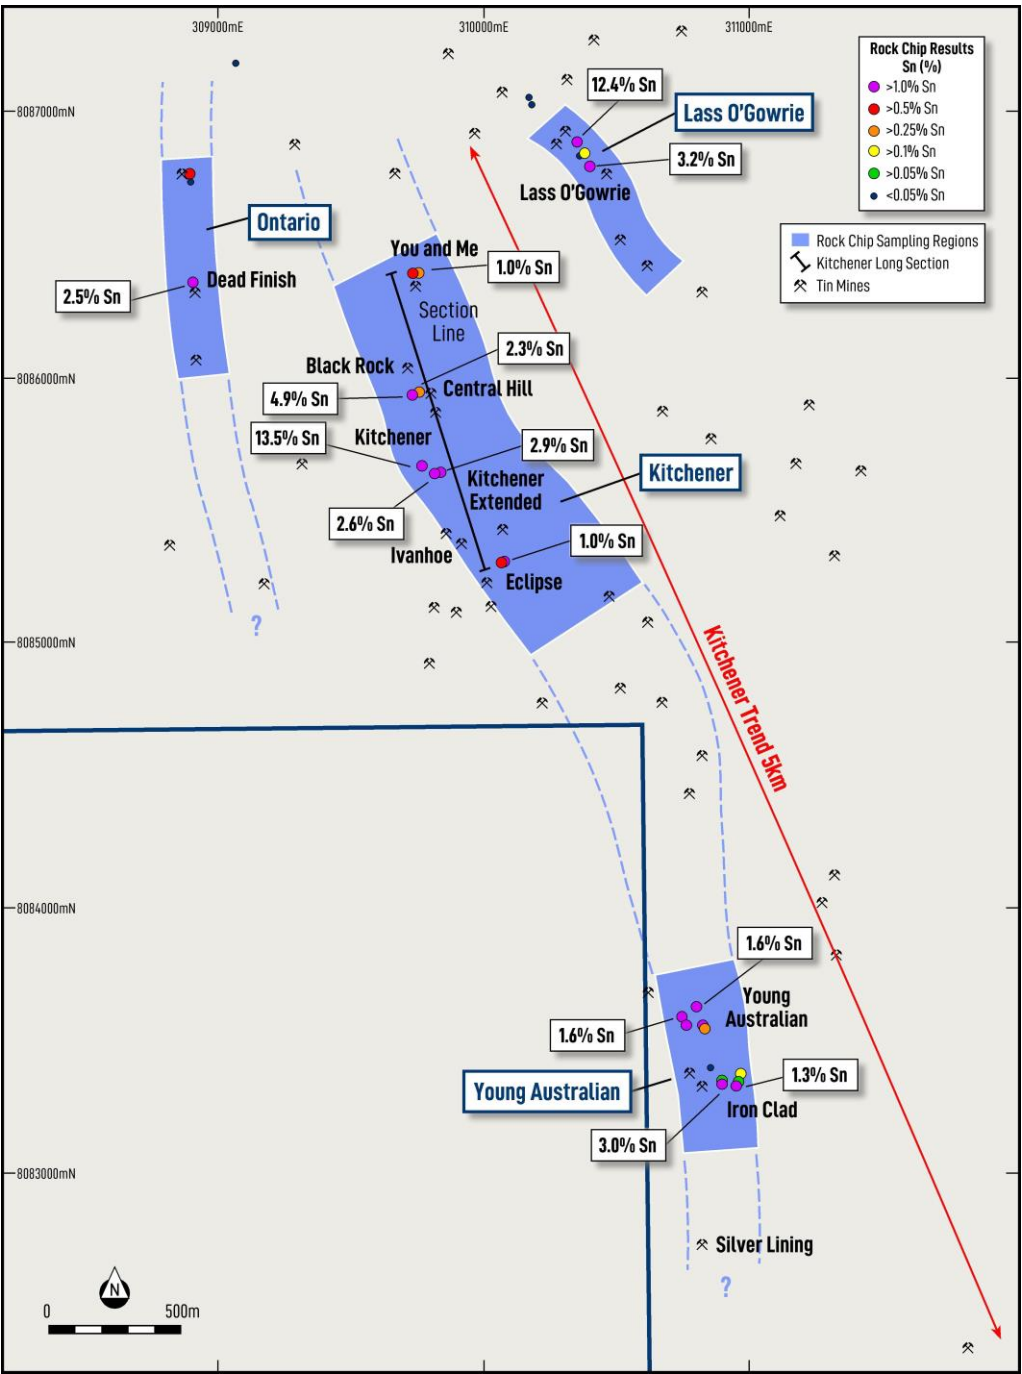 309000mE
310000mE
311000mE
Rock Chip Results
Sn (%)
>1.0% Sn
>0.5% Sn
>0.25% Sn
>0.1% Sn
>0.05% Sn
<0.05% Sn
Rock Chip Sampling Regions
Kitchener Long Section
Tin Mines
8087000mN
12.4% Sn
Lass O'Gowrie
3.2% Sn
Lass O'Gowrie
Ontario
You and Me
1.0% Sn
Dead Finish
2.5% Sn
Section
Line
2.3% Sn
Black Rock
8086000mN
Central Hill
4.9% Sn
Kitchener
13.5% Sn
2.9% Sn
Kitchener
Extended
Kitchener
2.6% Sn
Ivanhoe
1.0% Sn
Eclipse
?
8085000mN
Kitchener Trend 5km
8084000mN
1.6% Sn
Young
Australian
1.6% Sn
Young Australian
1.3% Sn
Iron Clad
3.0% Sn
8083000mN
Silver Lining
?
N
0 500m